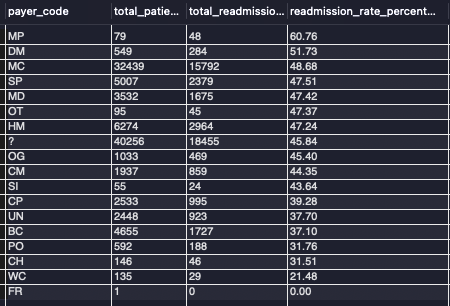 payer_code total_patie... total_readmissio... readmission_rate_percent...
MP 79 48 60.76
DM 549 284 51.73
MC 32439 15792 48.68
SP 5007 2379 47.51
MD 3532 1675 47.42
OT 95 45 47.37
HM 6274 2964 47.24
? 40256 18455 45.84
OG 1033 469 45.40
CM 1937 859 44.35
SI 55 24 43.64
CP 2533 995 39.28
UN 2448 923 37.70
BC 4655 1727 37.10
PO 592 188 31.76
CH 146 46 31.51
WC 135 29 21.48
FR 1 0 0.00